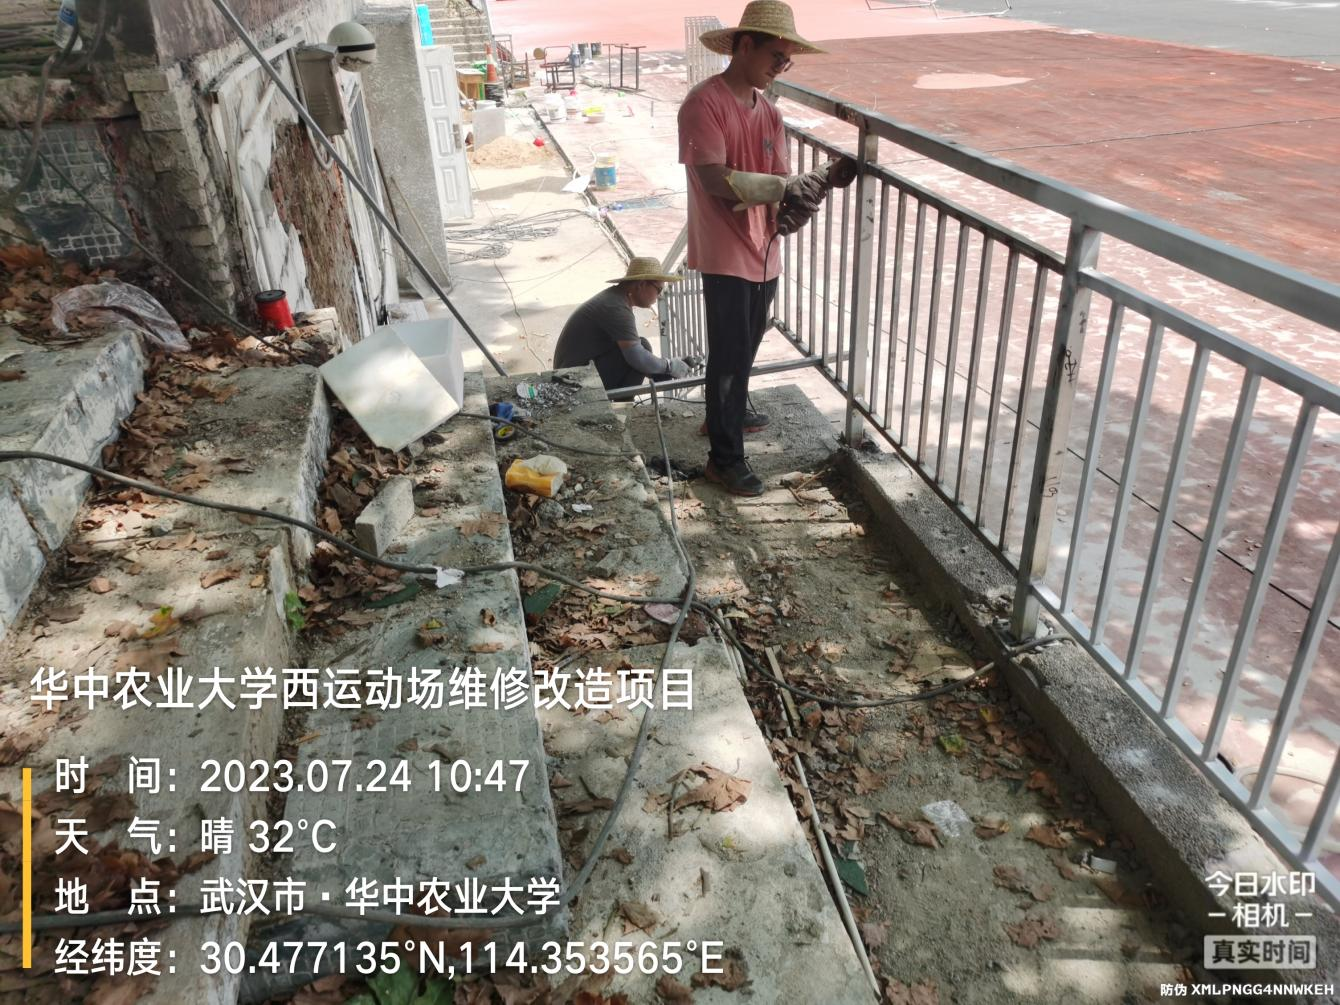 华中农业大学西运动场维修改造项目
时 间：2023.07.24 10:47
天 气：晴 32°C
地 点：武汉市·华中农业大学
经纬度：30.477135°N,114.353565°E
今日水印
-相机-
真实时间
防伪 XMLPNGG4NNWKEH